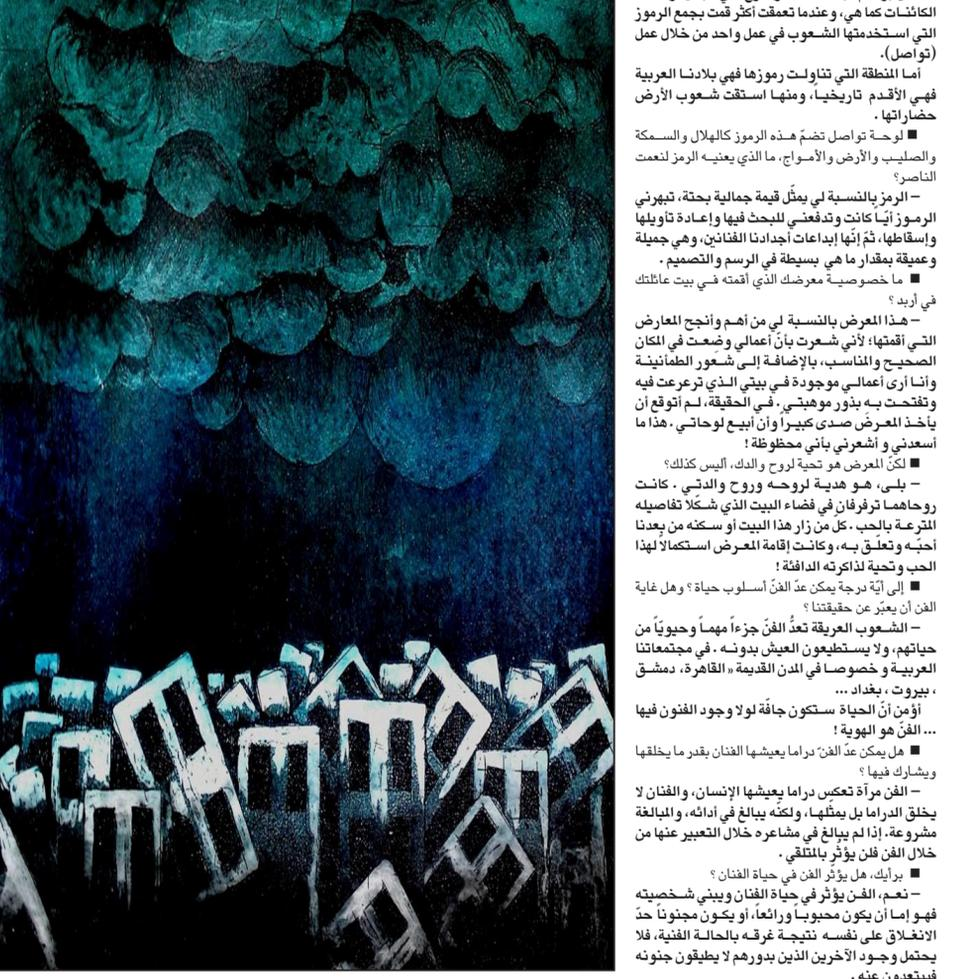 الكائنات كما هي، وعندما تعمقت أكثر قمت بجمع الرموز
التي استخدمتها الشعوب في عمل واحد من خلال عمل
(تواصل).
أما المنطقة التي تناولت رموزها فهي بلادنا العربية
فهي الأقدم تاريخياً، ومنها استقت شعوب الأرض
حضاراتها .
■ لوحة تواصل تضمّ هذه الرموز كالهلال والسمكة
والصليب والأرض والأمواج، ما الذي يعنيه الرمز لنعمت
الناصر؟
– الرمز بالنسبة لي يمثّل قيمة جمالية بحتة، تبهرني
الرموز أيّاً كانت وتدفعني للبحث فيها وإعادة تأويلها
وإسقاطها، ثمّ إنّها إبداعات أجدادنا الفنانين، وهي جميلة
وعميقة بمقدار ما هي بسيطة في الرسم والتصميم .
■ ما خصوصية معرضك الذي أقمته في بيت عائلتك
في أربد ؟
– هذا المعرض بالنسبة لي من أهم وأنجح المعارض
التي أقمتها؛ لأني شعرت بأنّ أعمالي وضعت في المكان
الصحيح والمناسب، بالإضافة إلى شعور الطمأنينة
وأنا أرى أعمالي موجودة في بيتي الذي ترعرعت فيه
وتفتحت به بذور موهبتي . في الحقيقة، لم أتوقع أن
يأخذ المعرض صدى كبيراً وأن أبيع لوحاتي . هذا ما
أسعدني و أشعرني بأني محظوظة !
■ لكنّ المعرض هو تحية لروح والدك، أليس كذلك؟
– بلى، هو هدية لروحه وروح والدتي . كانت
روحاهما ترفرفان في فضاء البيت الذي شكّلا تفاصيله
المترعة بالحب . كلّ من زار هذا البيت أو سكنه من بعدنا
أحبّه وتعلّق به، وكانت إقامة المعرض استكمالاً لهذا
الحب وتحية لذاكرته الدافئة !
■ إلى أيّة درجة يمكن عدّ الفنّ أسلوب حياة ؟ وهل غاية
الفن أن يعبّر عن حقيقتنا ؟
– الشعوب العريقة تعدُّ الفنّ جزءاً مهماً وحيويّاً من
حياتهم، ولا يستطيعون العيش بدونه . في مجتمعاتنا
العربية و خصوصا في المدن القديمة « القاهرة، دمشق
، بيروت ، بغداد ...
أؤمن أنّ الحياة ستكون جافّة لولا وجود الفنون فيها
... الفنّ هو الهوية !
■ هل يمكن عدّ الفنّ دراما يعيشها الفنان بقدر ما يخلقها
ويشارك فيها ؟
– الفن مرآة تعكس دراما يعيشها الإنسان، والفنان لا
يخلق الدراما بل يمثّلها، ولكنّه يبالغ في أدائه، والمبالغة
مشروعة. إذا لم يبالغ في مشاعره خلال التعبير عنها من
خلال الفن فلن يؤثّر بالمتلقي .
■ برأيك، هل يؤثّر الفن في حياة الفنان ؟
– نعم، الفن يؤثر في حياة الفنان ويبني شخصيته
فهو إما أن يكون محبوباً ورائعاً، أو يكون مجنوناً حدّ
الانغلاق على نفسه نتيجة غرقه بالحالة الفنية، فلا
يحتمل وجود الآخرين الذين بدورهم لا يطيقون جنونه
فيبتعدون عنه .